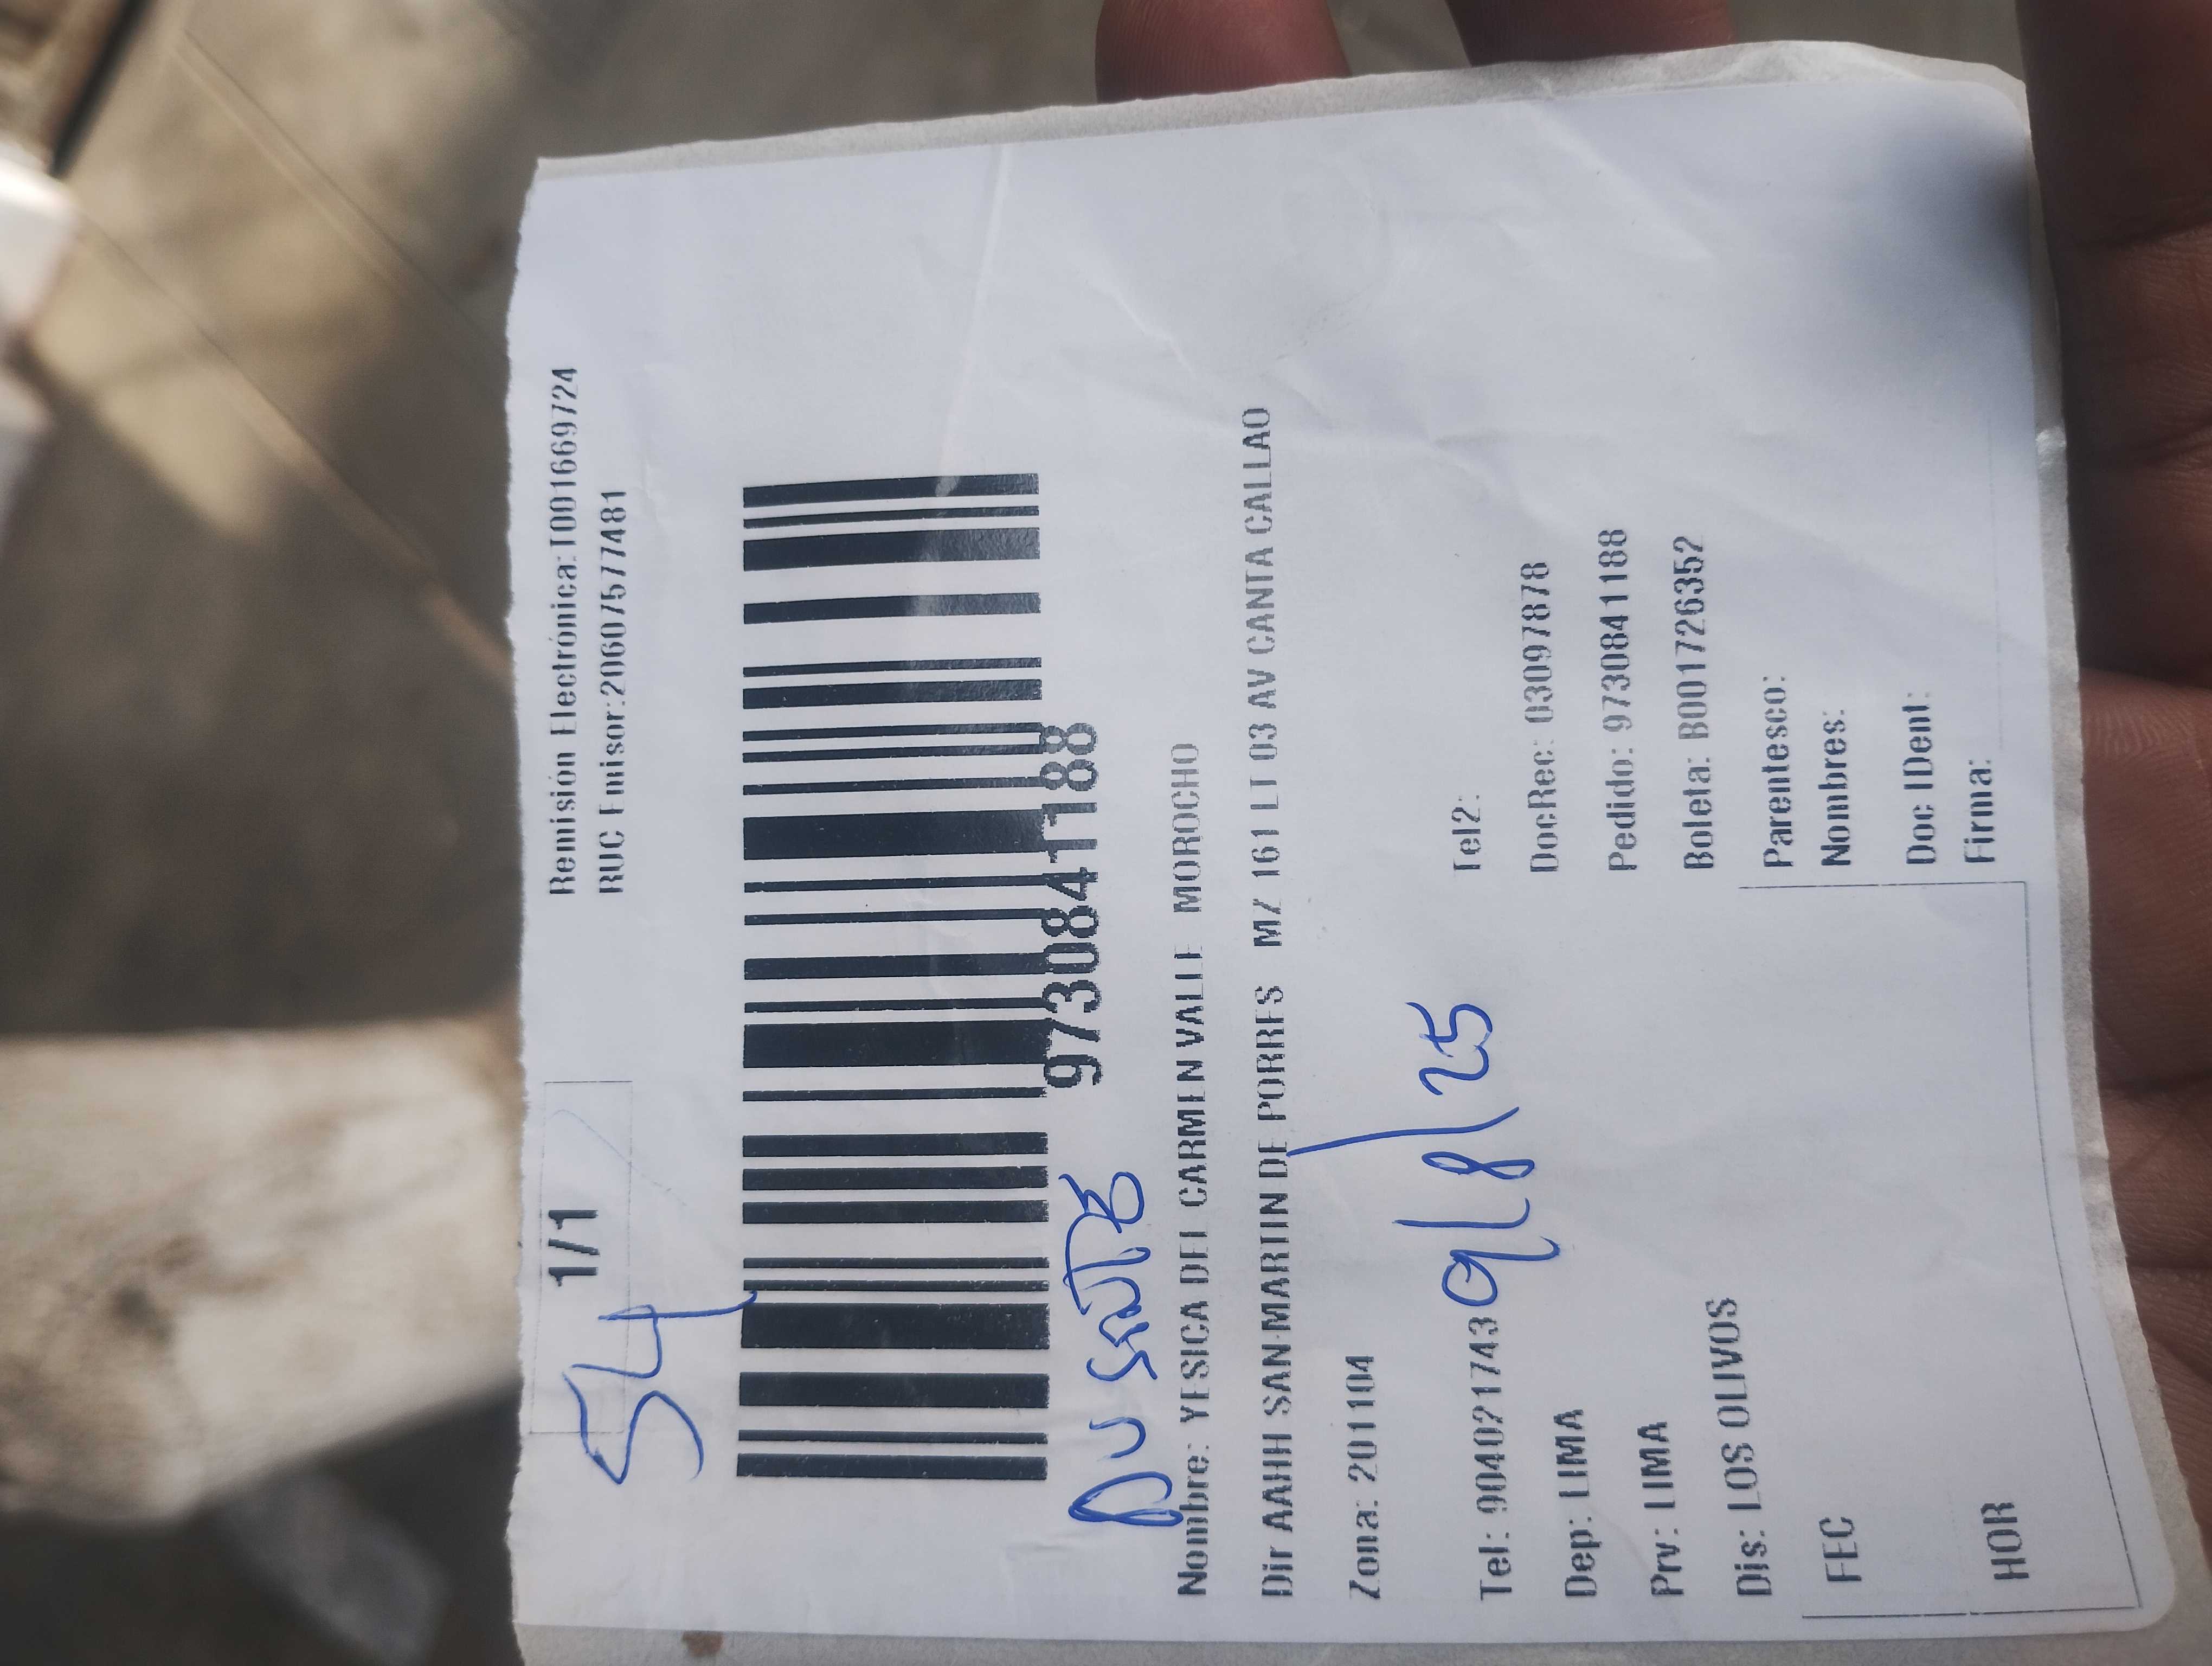 1/1
Remisión Electrónica:T001669724
RUC Emisor:20607577481
54
9730841188
AUSENTE
Nombre: YESICA DEL CARMEN VALLE MOROCHO
Dir AAHH SAN MARTIN DE PORRES MZ 161 LT 03 AV CANTA CALLAO
Zona: 201104
9/8/25
Tel: 904021743
Tel2:
Dep: LIMA
DocRec: 03097878
Prv: LIMA
Pedido: 9730841188
Dis: LOS OLIVOS
Boleta: B001726352
FEC
Parentesco:
Nombres:
HOR
Doc IDent:
Firma: